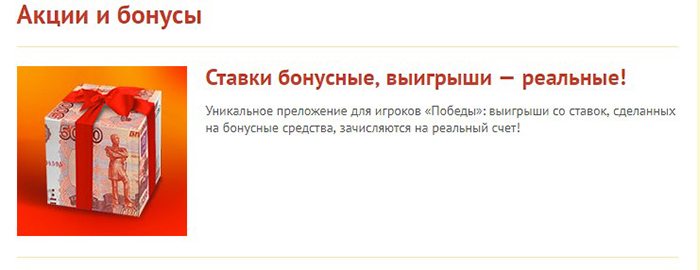 Акции и бонусы
Ставки бонусные, выигрыши — реальные!
Уникальное преложение для игроков «Победы»: выигрыши со ставок, сделанных
на бонусные средства, зачисляются на реальный счет!
5000